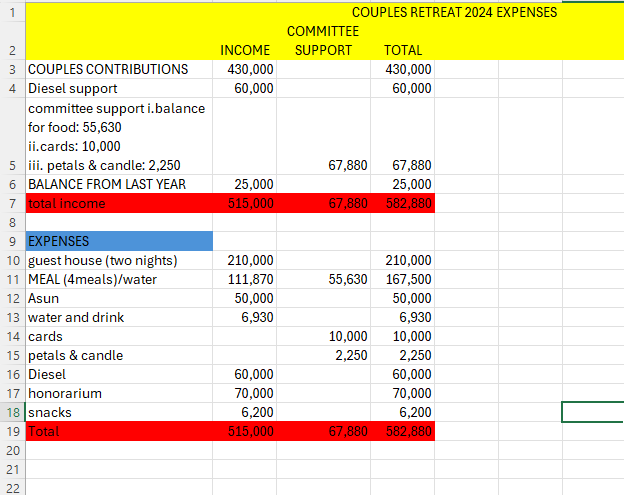 1 COUPLES RETREAT 2024 EXPENSES
2 INCOME COMMITTEE SUPPORT TOTAL
3 COUPLES CONTRIBUTIONS 430,000 430,000
4 Diesel support 60,000 60,000
committee support i.balance
for food: 55,630
ii.cards: 10,000
5 iii. petals & candle: 2,250 67,880 67,880
6 BALANCE FROM LAST YEAR 25,000 25,000
7 total income 515,000 67,880 582,880
8
9 EXPENSES
10 guest house (two nights) 210,000 210,000
11 MEAL (4meals)/water 111,870 55,630 167,500
12 Asun 50,000 50,000
13 water and drink 6,930 6,930
14 cards 10,000 10,000
15 petals & candle 2,250 2,250
16 Diesel 60,000 60,000
17 honorarium 70,000 70,000
18 snacks 6,200 6,200
19 Total 515,000 67,880 582,880
20
21
22